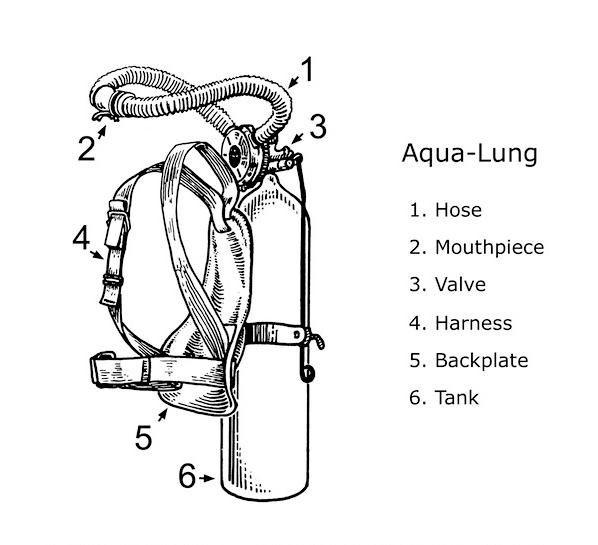 1
2
3
4
5
6
Aqua-Lung
1. Hose
2. Mouthpiece
3. Valve
4. Harness
5. Backplate
6. Tank